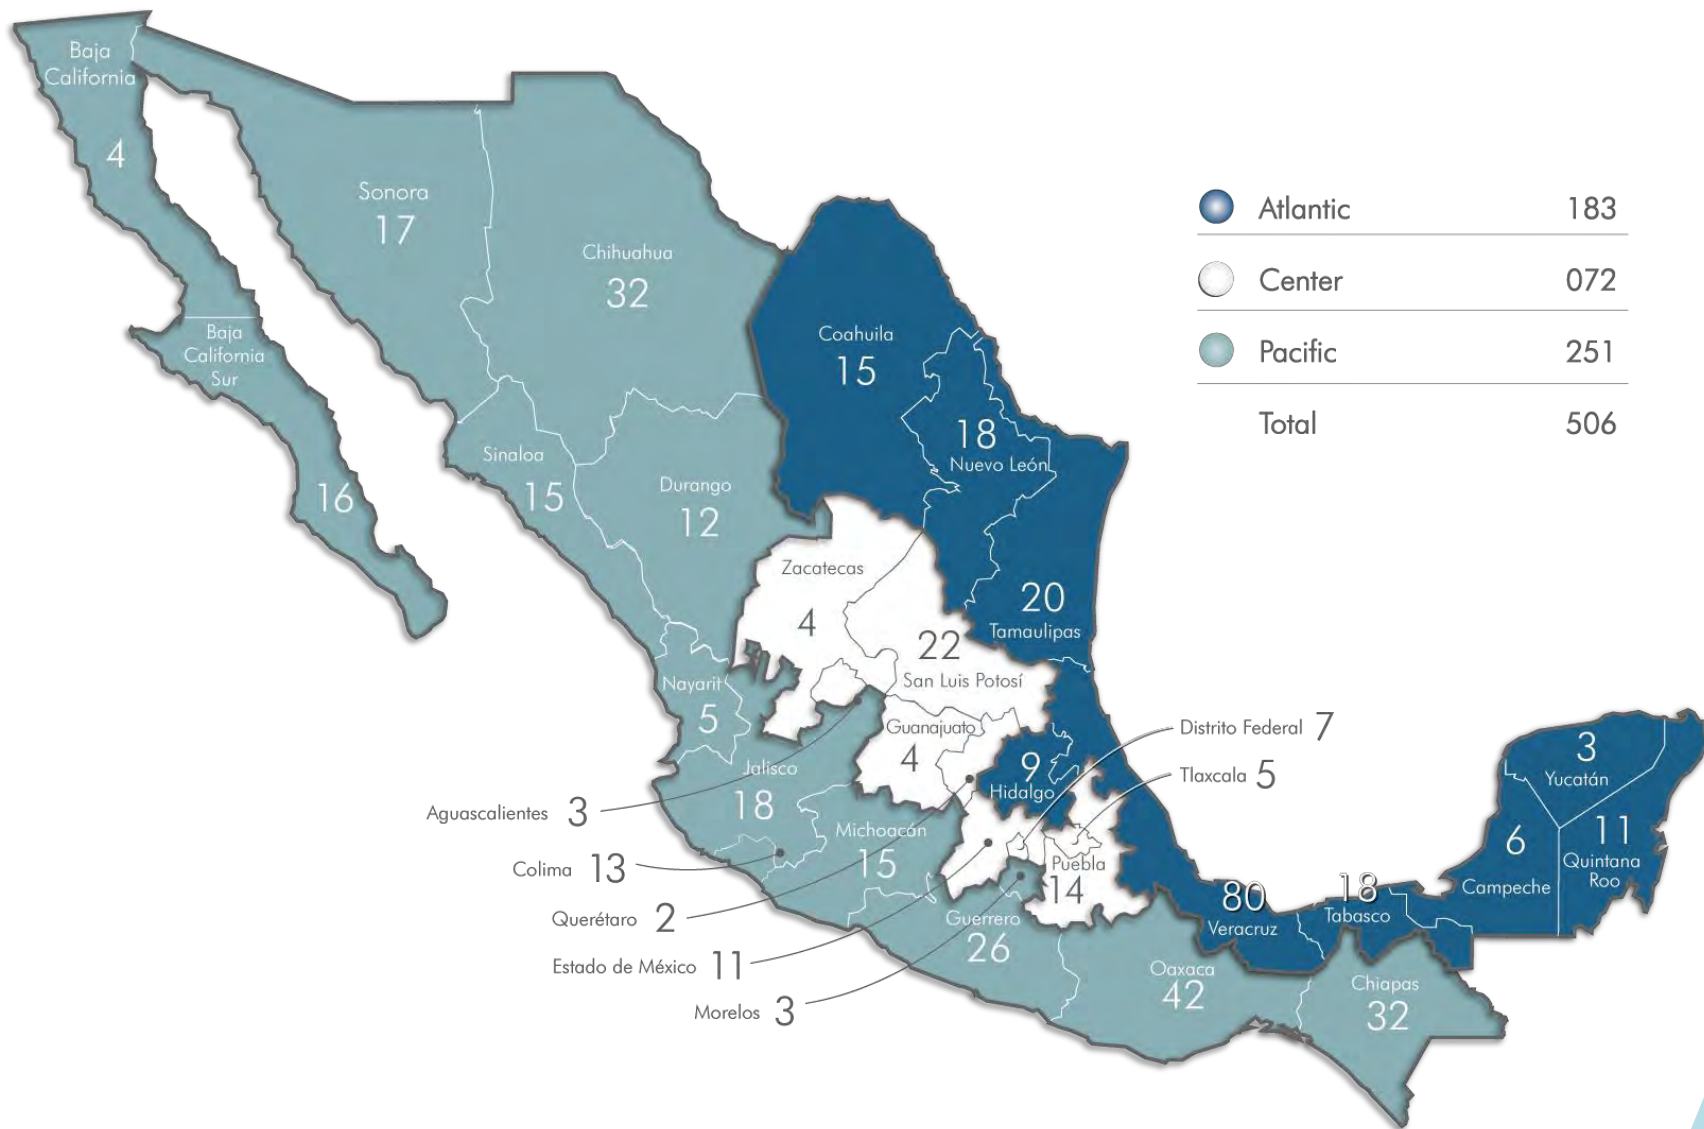 Baja
California
4
Sonora
17
Chihuahua
32
Atlantic 183
Center 072
Pacific 251
Total 506
Baja
California
Sur
16
Coahuila
15
18
Nuevo León
Sinaloa
15
Durango
12
20
Tamaulipas
Zacatecas
4
22
San Luis Potosí
Nayarit
5
Guanajuato
4
Distrito Federal 7
Tlaxcala 5
9
Hidalgo
3
Yucatán
Jalisco
18
Aguascalientes 3
Michoacán
15
Colima 13
Puebla
14
6
Campeche
11
Quintana
Roo
80
Veracruz
18
Tabasco
Querétaro 2
Guerrero
26
Estado de México 11
Oaxaca
42
Chiapas
32
Morelos 3